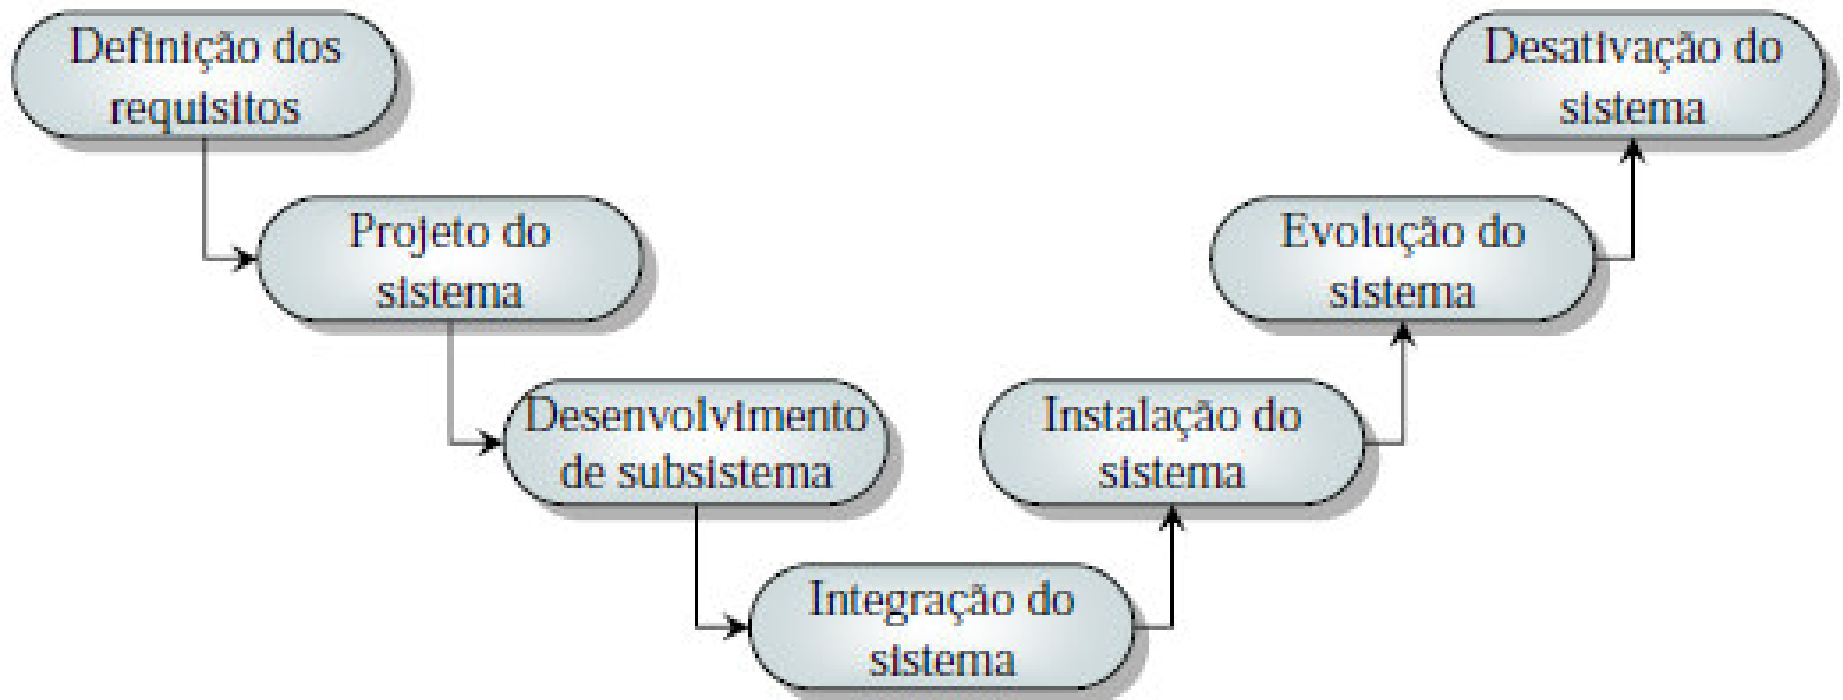 Definição dos
requisitos
Projeto do
sistema
Desenvolvimento
de subsistema
Integração do
sistema
Instalação do
sistema
Evolução do
sistema
Desativação do
sistema